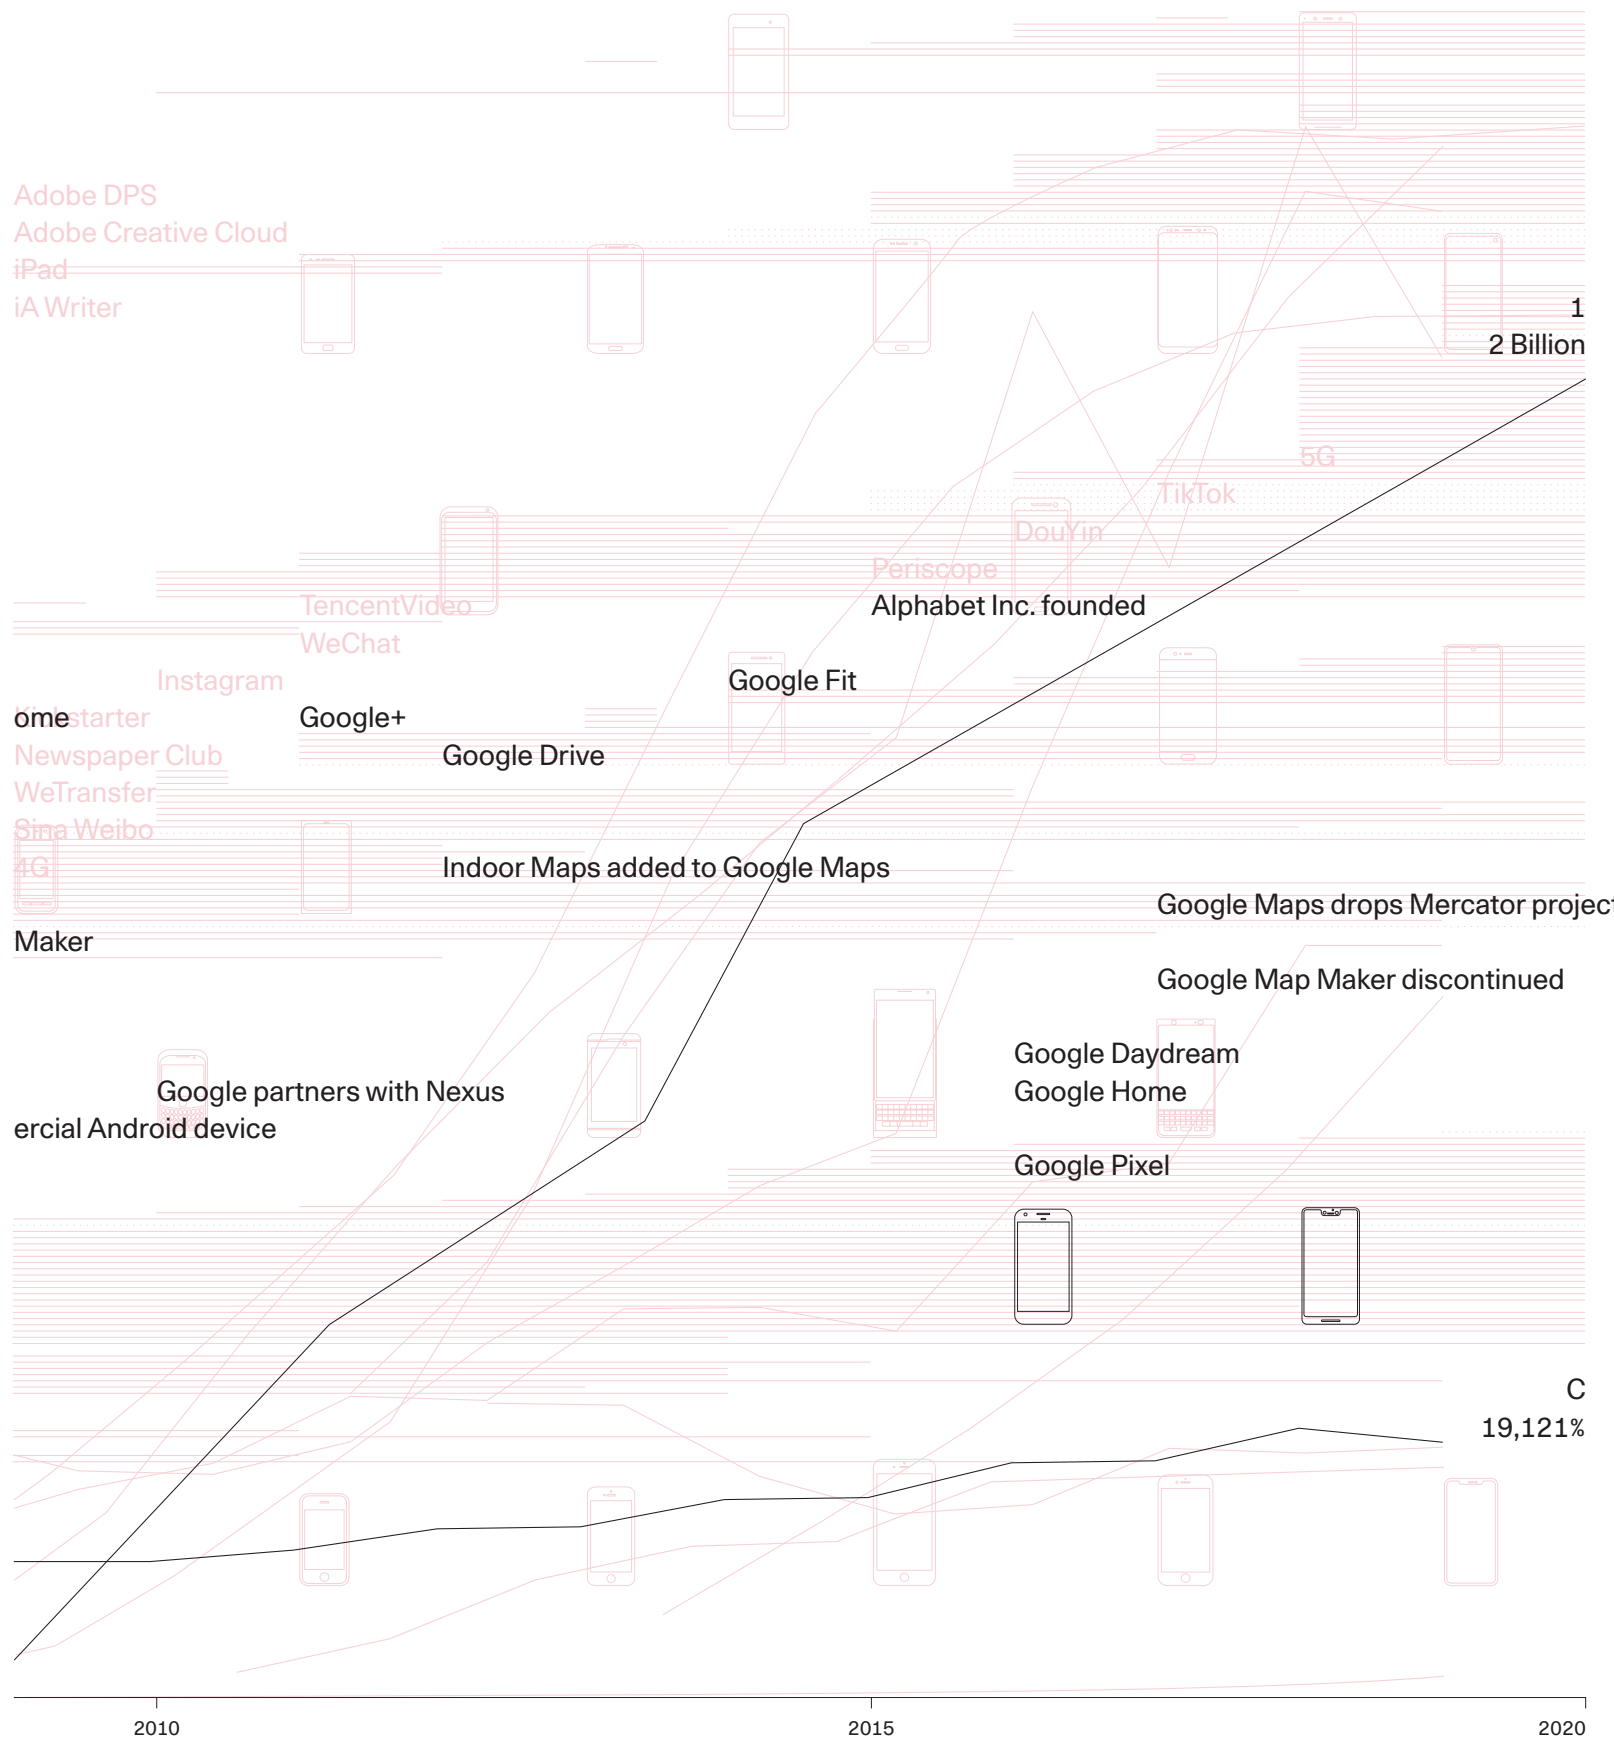 Adobe DPS
Adobe Creative Cloud
iPad
iA Writer
1
2 Billion
5G
TikTok
DouYin
Periscope
TencentVideo
Alphabet Inc. founded
WeChat
Instagram
Google Fit
Kickstarter
ome
Google+
Newspaper Club
Google Drive
WeTransfer
Sina Weibo
4G
Indoor Maps added to Google Maps
Google Maps drops Mercator project
Maker
Google Map Maker discontinued
Google Daydream
Google partners with Nexus
Google Home
ercial Android device
Google Pixel
C
19,121%
2010
2015
2020